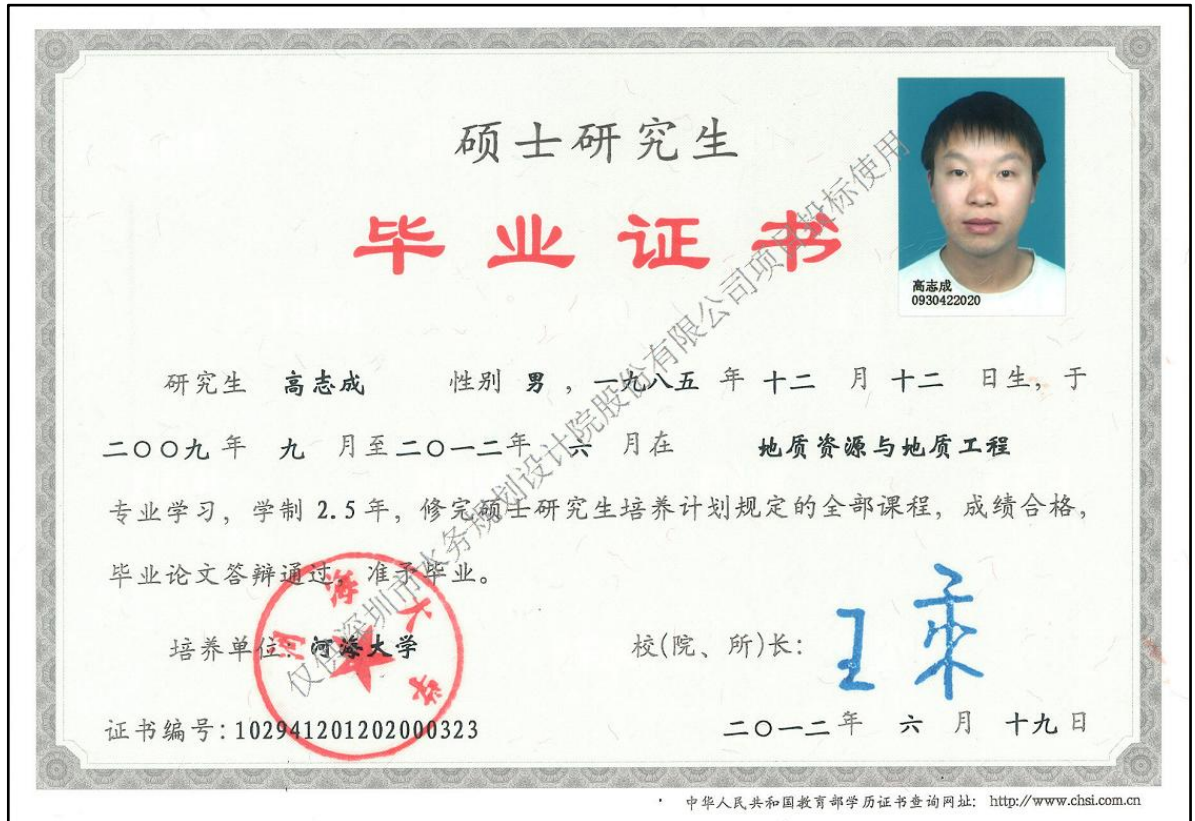 硕士研究生
毕业证书
高志成
0930422020
研究生 高志成 性别 男 ，一九八五 年 十二 月 十二 日生，于
二〇〇九 年 九 月至 二〇一二 年 六 月在 地质资源与地质工程
专业学习，学制 2.5 年，修完硕士研究生培养计划规定的全部课程，成绩合格，
毕业论文答辩通过，准予毕业。
培养单位：河海大学
校(院、所)长：
王乘
河海大学
证书编号：102941201202000323
二〇一二 年 六 月 十九 日
中华人民共和国教育部学历证书查询网址： http://www.chsi.com.cn
仅供深圳市水务规划设计院股份有限公司项目投标使用